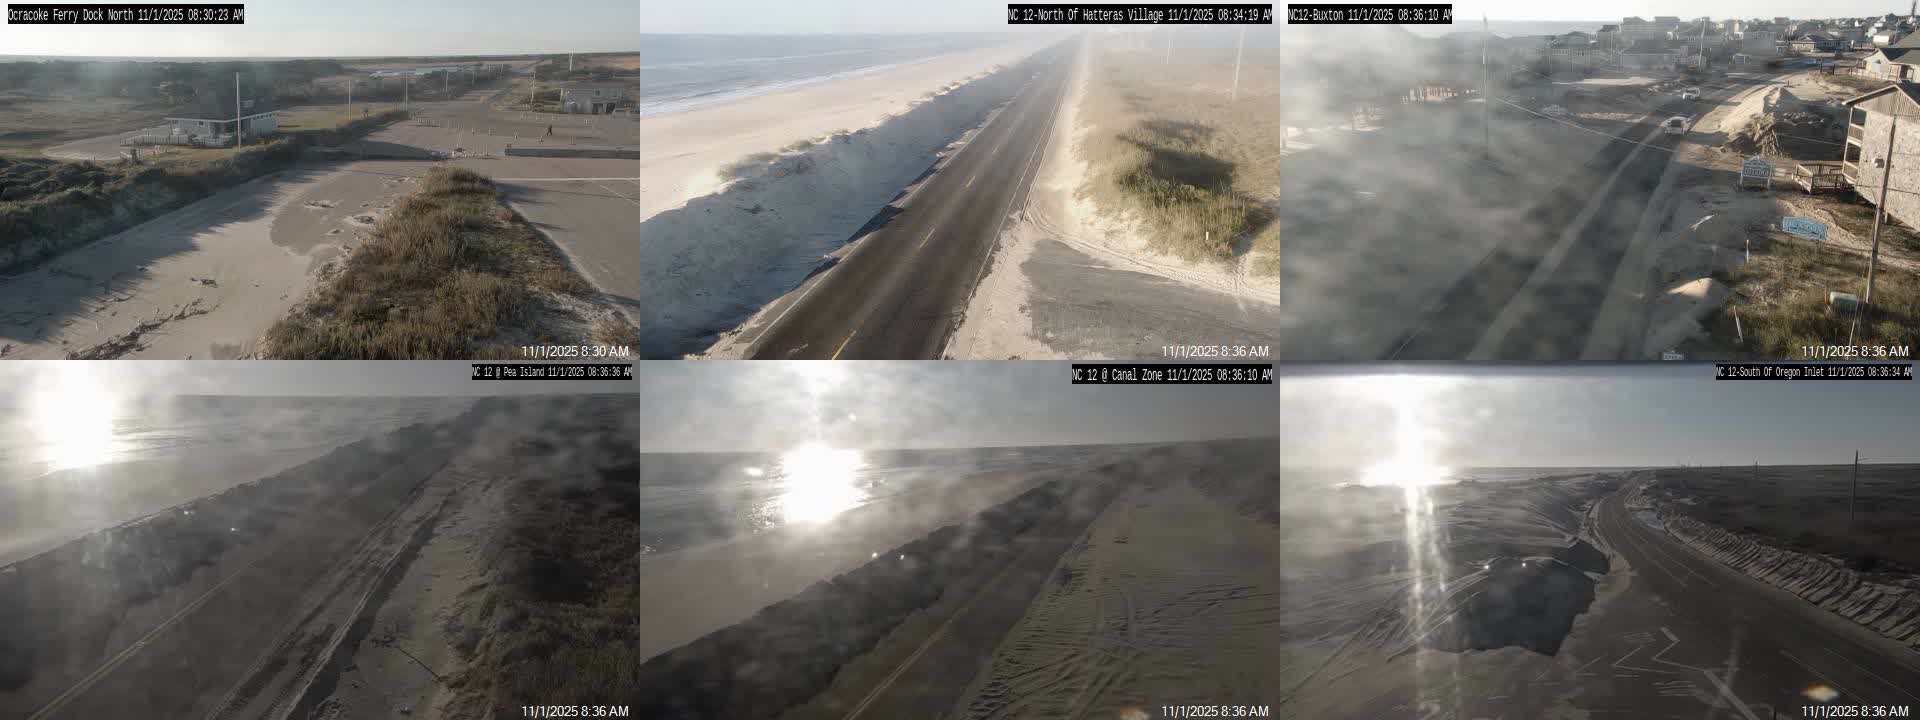 Ocracoke Ferry Dock North 11/1/2025 08:30:23 AM
NC 12-North Of Hatteras Village 11/1/2025 08:34:19 AM
NC12-Buxton 11/1/2025 08:36:10 AM
11/1/2025 8:30 AM
11/1/2025 8:36 AM
11/1/2025 8:36 AM
NC 12 @ Pea Island 11/1/2025 08:36:36 AM
NC 12 @ Canal Zone 11/1/2025 08:36:10 AM
NC 12-South Of Oregon Inlet 11/1/2025 08:36:34 AM
11/1/2025 8:36 AM
11/1/2025 8:36 AM
11/1/2025 8:36 AM